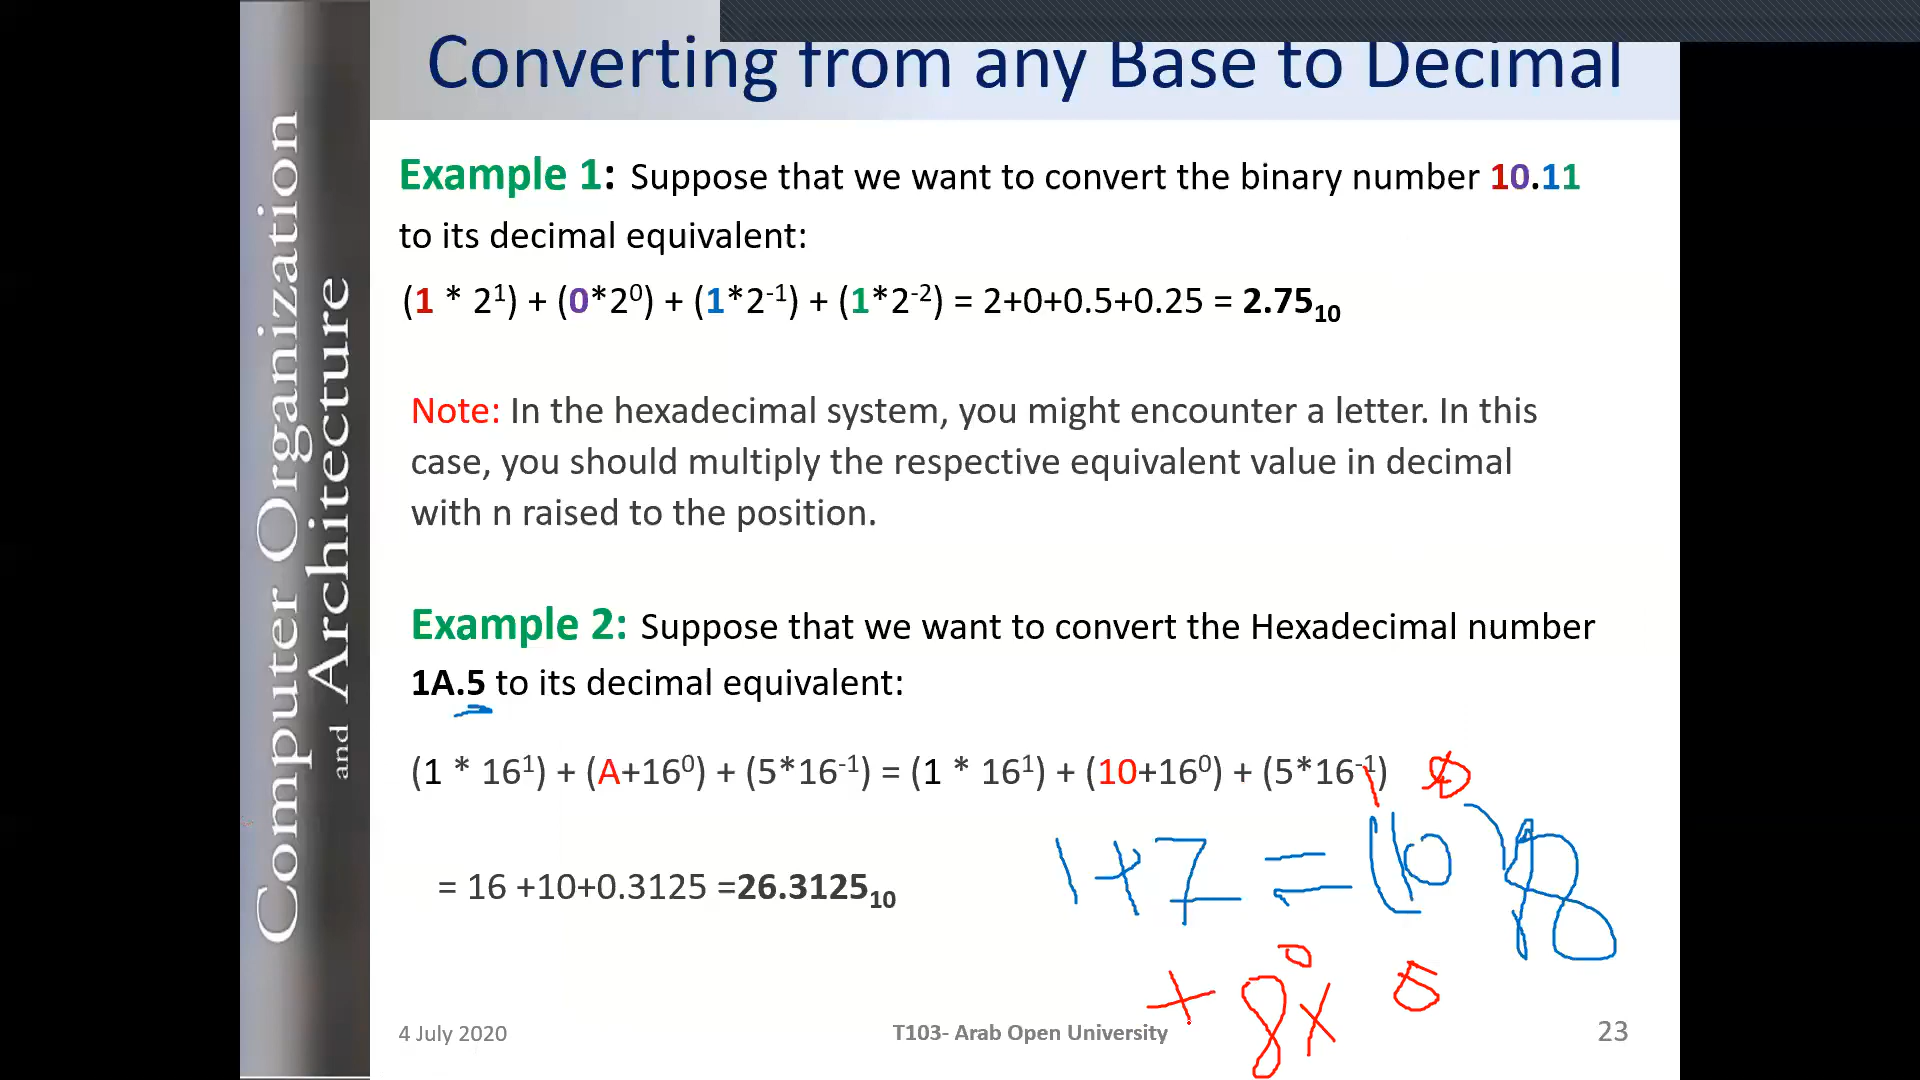 Converting from any Base to Decimal
Computer Organization
and Architecture
Example 1: Suppose that we want to convert the binary number 10.11
to its decimal equivalent:
(1 * 2¹) + (0*2⁰) + (1*2⁻¹) + (1*2⁻²) = 2+0+0.5+0.25 = 2.75₁₀
Note: In the hexadecimal system, you might encounter a letter. In this
case, you should multiply the respective equivalent value in decimal
with n raised to the position.
Example 2: Suppose that we want to convert the Hexadecimal number
1A.5 to its decimal equivalent:
(1 * 16¹) + (A+16⁰) + (5*16⁻¹) = (1 * 16¹) + (10+16⁰) + (5*16⁻¹)
= 16 +10+0.3125 =26.3125₁₀
1+7 =
+ 8⁰x
4 July 2020
T103- Arab Open University
23